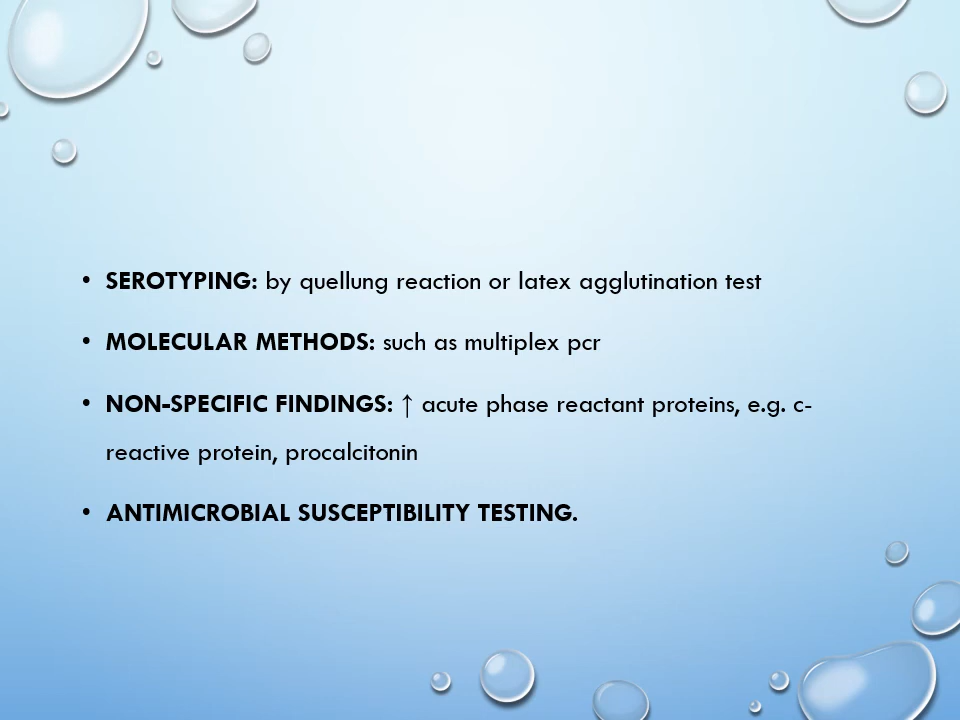 • SEROTYPING: by quellung reaction or latex agglutination test
• MOLECULAR METHODS: such as multiplex pcr
• NON-SPECIFIC FINDINGS: ↑ acute phase reactant proteins, e.g. c-
reactive protein, procalcitonin
• ANTIMICROBIAL SUSCEPTIBILITY TESTING.